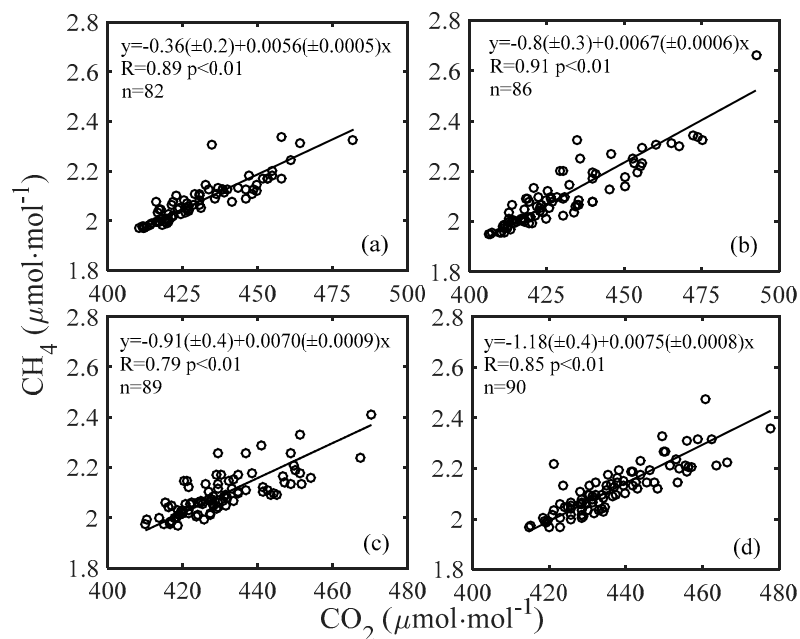 2.8
2.6
2.4
2.2
2
1.8
y=-0.36(±0.2)+0.0056(±0.0005)x
R=0.89 p<0.01
n=82
(a)
400 425 450 475 500
2.8
2.6
2.4
2.2
2
1.8
y=-0.8(±0.3)+0.0067(±0.0006)x
R=0.91 p<0.01
n=86
(b)
400 425 450 475 500
CH4 (μmol·mol-1)
2.8
2.6
2.4
2.2
2
1.8
y=-0.91(±0.4)+0.0070(±0.0009)x
R=0.79 p<0.01
n=89
(c)
400 420 440 460 480
2.8
2.6
2.4
2.2
2
1.8
y=-1.18(±0.4)+0.0075(±0.0008)x
R=0.85 p<0.01
n=90
(d)
400 420 440 460 480
CO2 (μmol·mol-1)